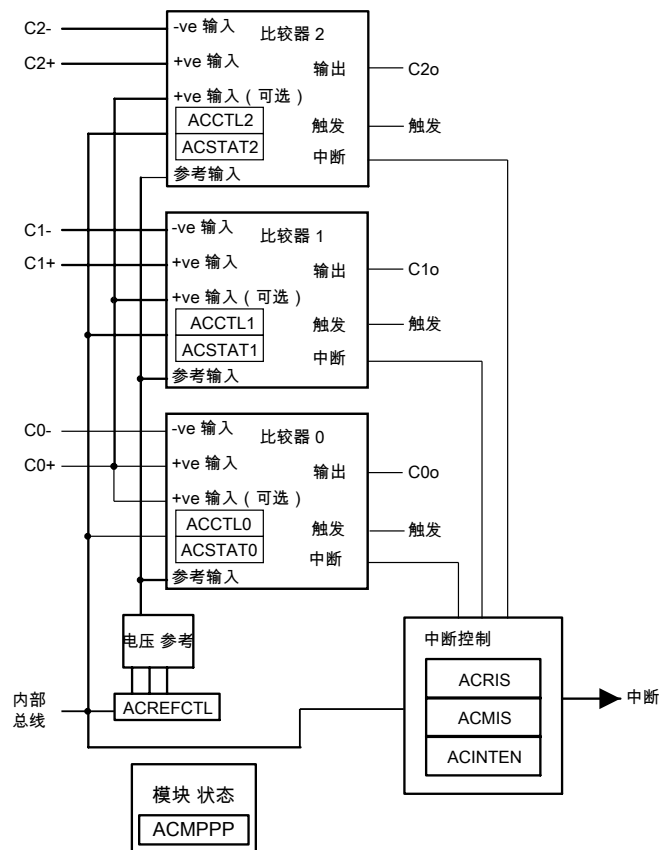 C2-
-ve 输入
比较器 2
C2+
+ve 输入
输出
C2o
+ve 输入 ( 可选 )
ACCTL2
触发
触发
ACSTAT2
中断
参考输入
C1-
-ve 输入
比较器 1
C1+
+ve 输入
输出
C1o
+ve 输入 ( 可选 )
ACCTL1
触发
触发
ACSTAT1
中断
参考输入
C0-
-ve 输入
比较器 0
C0+
+ve 输入
输出
C0o
+ve 输入 ( 可选 )
ACCTL0
触发
触发
ACSTAT0
中断
参考输入
电压 参考
中断控制
ACRIS
内部
总线
ACREFCTL
ACMIS
中断
ACINTEN
模块 状态
ACMPPP